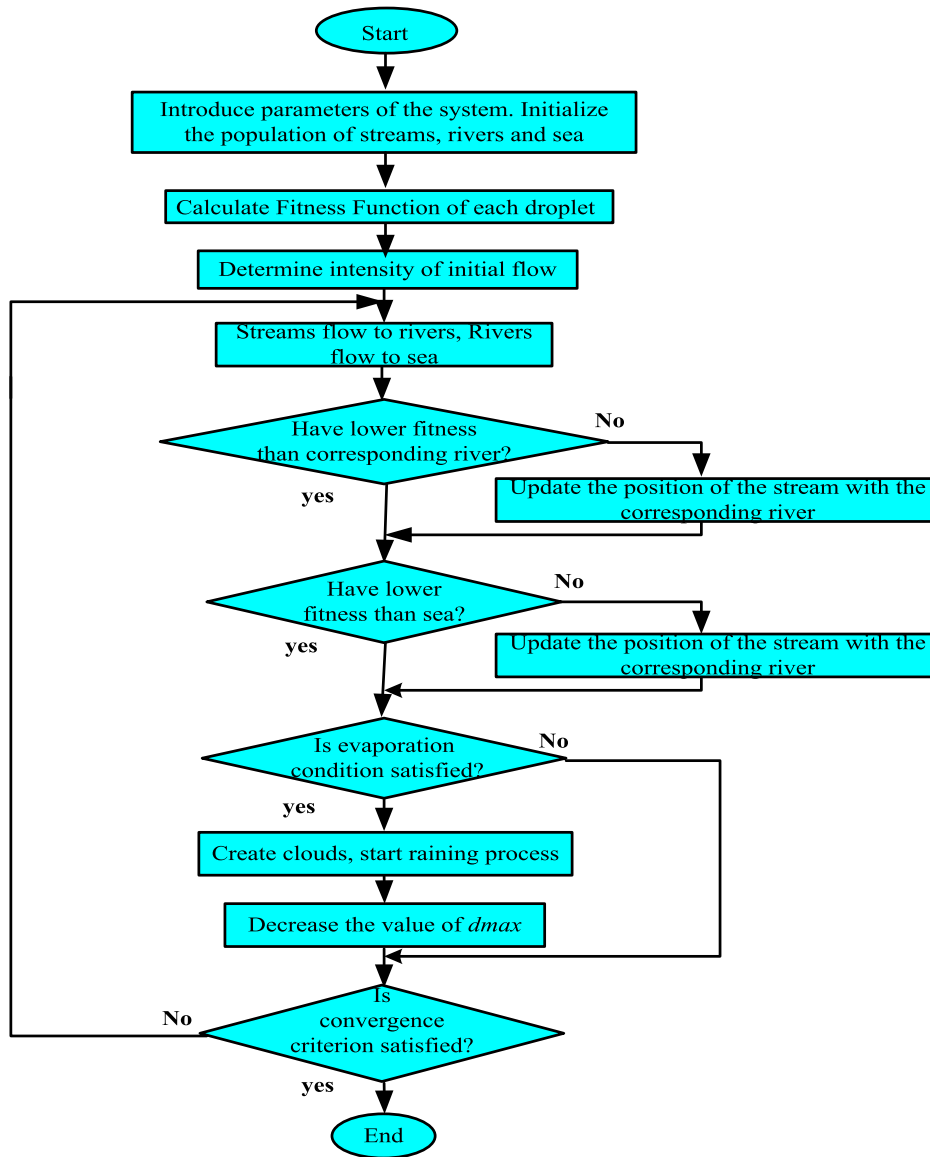 Start
Introduce parameters of the system. Initialize
the population of streams, rivers and sea
Calculate Fitness Function of each droplet
Determine intensity of initial flow
Streams flow to rivers, Rivers
flow to sea
Have lower fitness
than corresponding river?
No
yes
Update the position of the stream with the
corresponding river
Have lower
fitness than sea?
No
yes
Update the position of the stream with the
corresponding river
Is evaporation
condition satisfied?
No
yes
Create clouds, start raining process
Decrease the value of dmax
Is
convergence
criterion satisfied?
No
yes
End